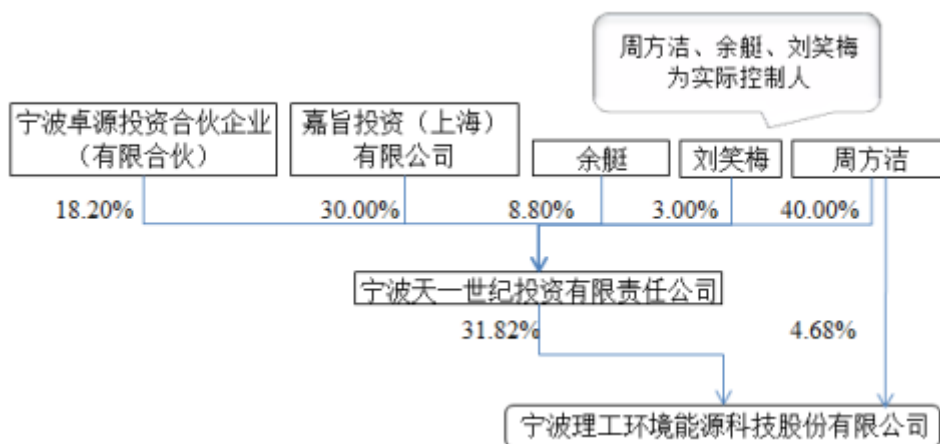 周方洁、余艇、刘笑梅
为实际控制人
宁波卓源投资合伙企业
（有限合伙）
嘉旨投资（上海）
有限公司
余艇
刘笑梅
周方洁
18.20%
30.00%
8.80%
3.00%
40.00%
宁波天一世纪投资有限责任公司
31.82%
4.68%
宁波理工环境能源科技股份有限公司